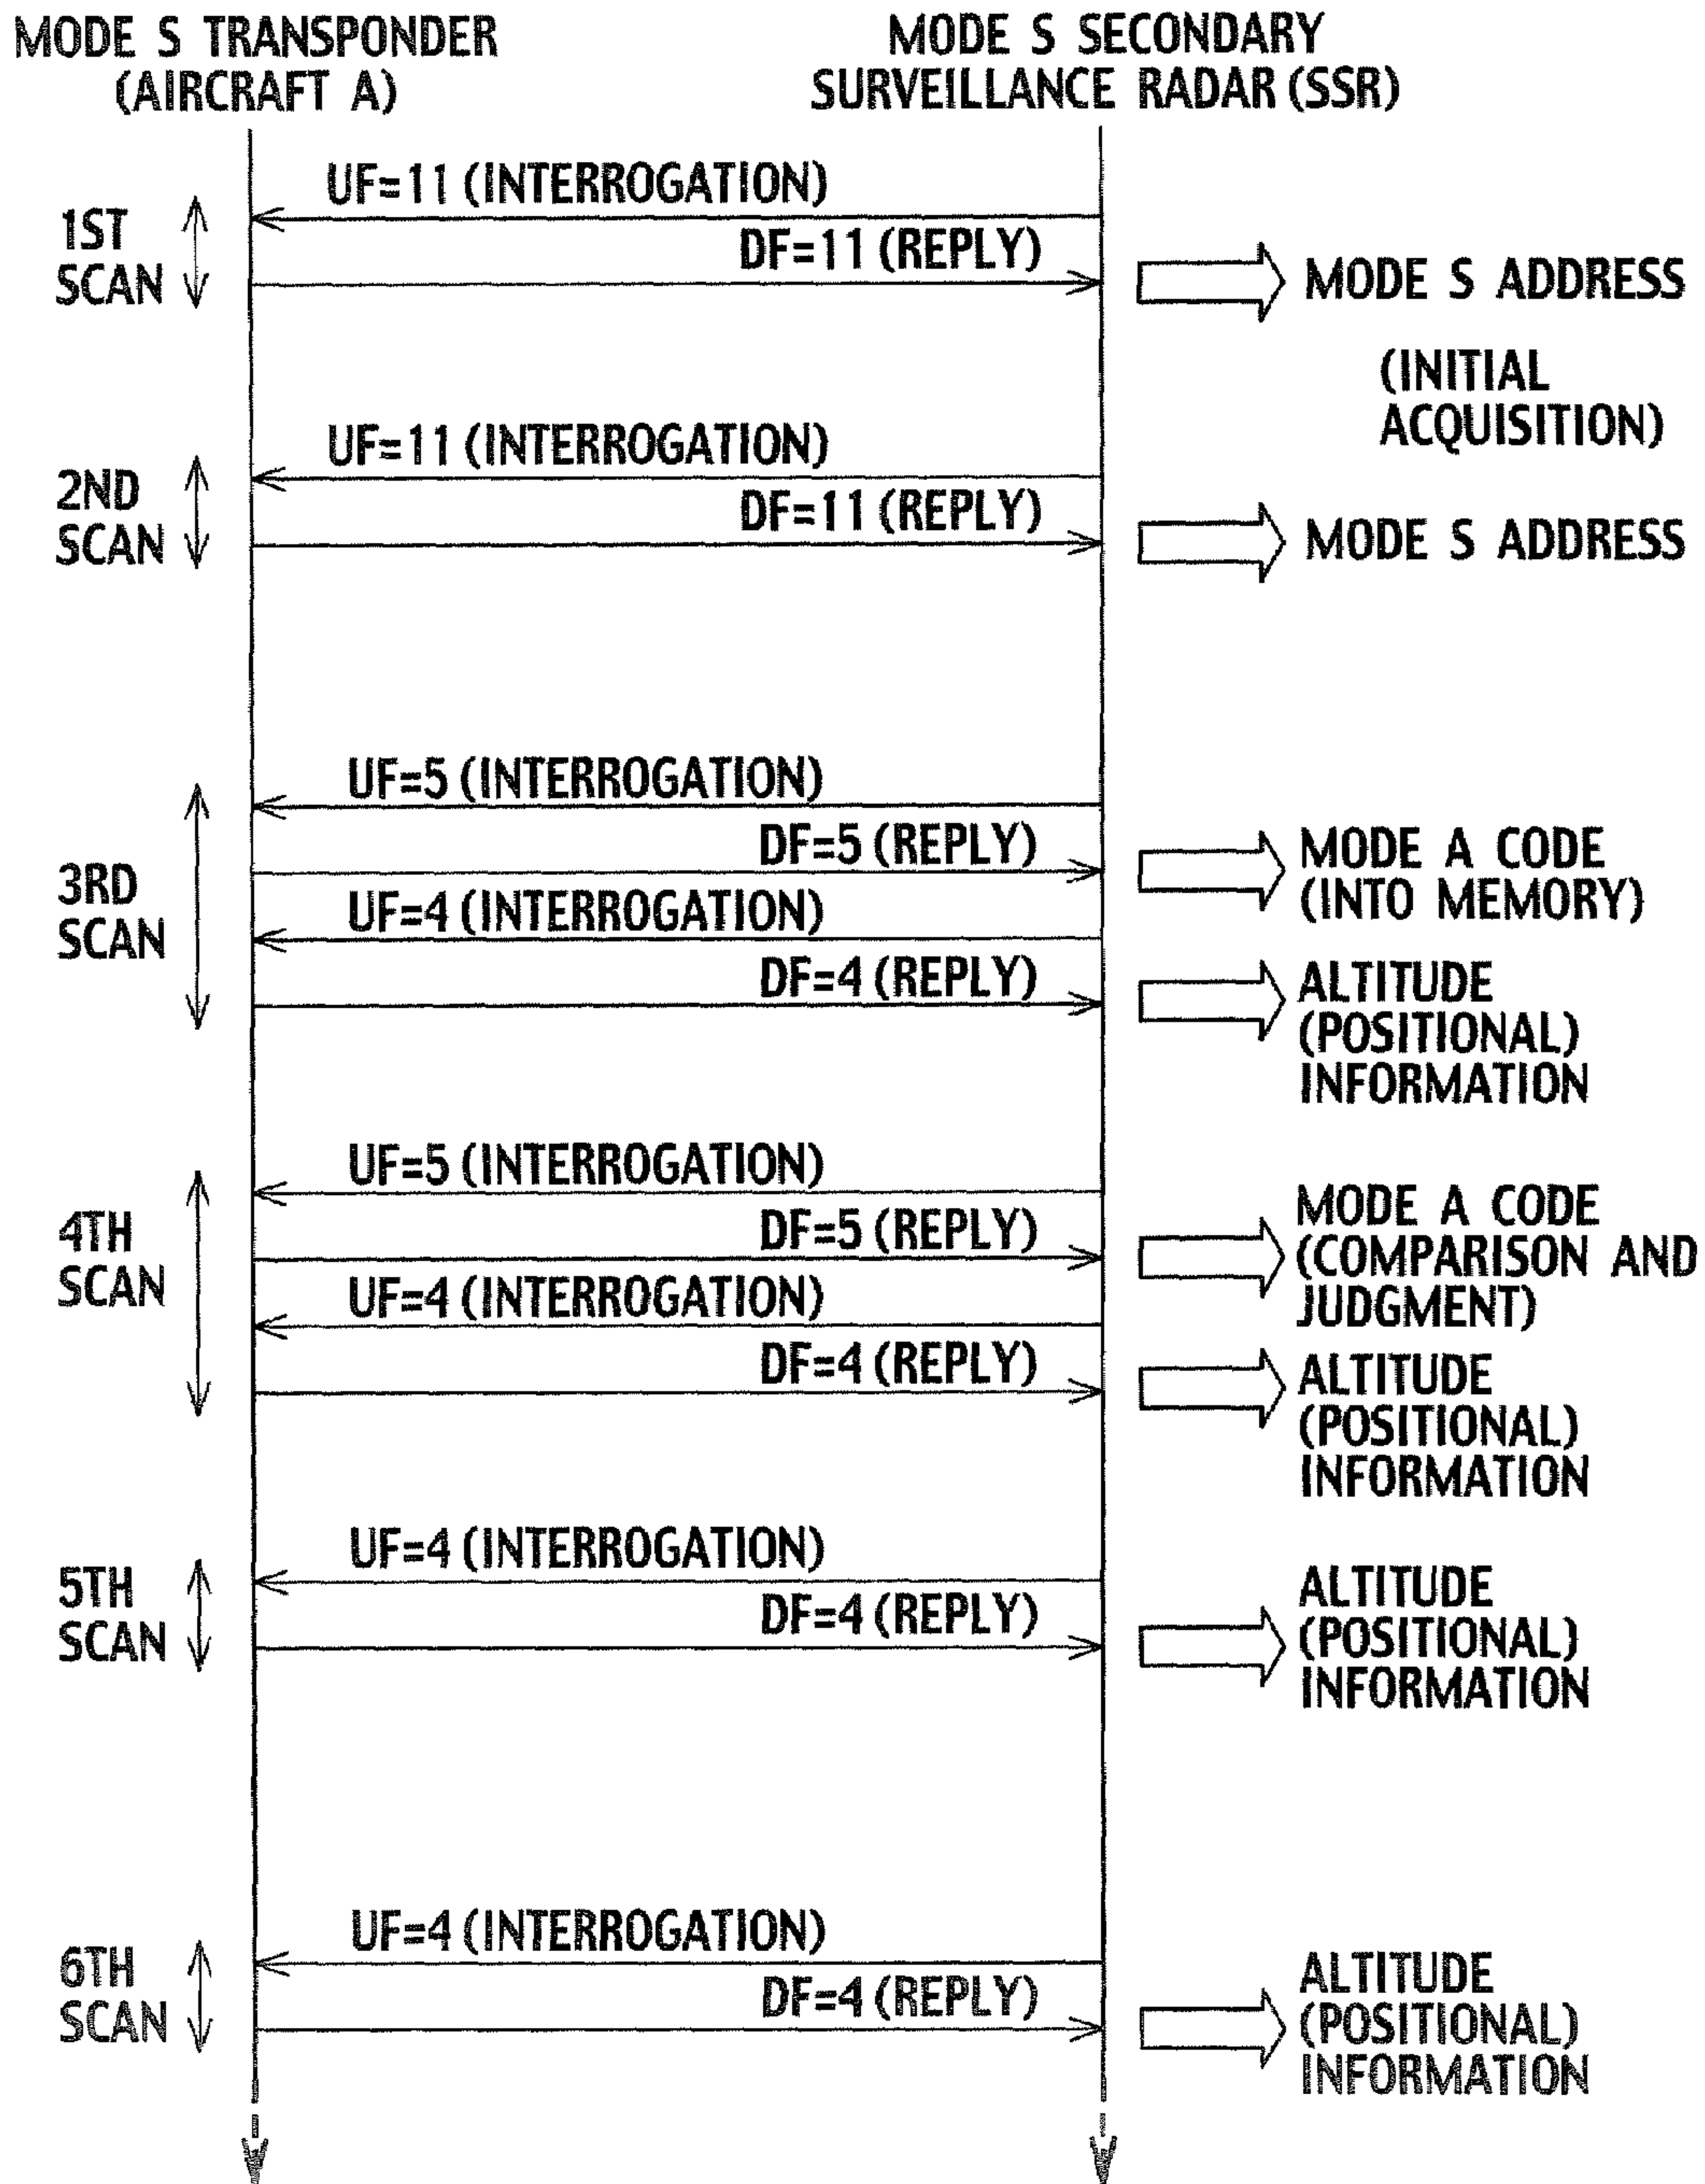 MODE S TRANSPONDER
(AIRCRAFT A)
MODE S SECONDARY
SURVEILLANCE RADAR (SSR)
1ST
SCAN
UF=11 (INTERROGATION)
DF=11 (REPLY)
MODE S ADDRESS
(INITIAL
ACQUISITION)
2ND
SCAN
UF=11 (INTERROGATION)
DF=11 (REPLY)
MODE S ADDRESS
3RD
SCAN
UF=5 (INTERROGATION)
DF=5 (REPLY)
MODE A CODE
(INTO MEMORY)
UF=4 (INTERROGATION)
DF=4 (REPLY)
ALTITUDE
(POSITIONAL)
INFORMATION
4TH
SCAN
UF=5 (INTERROGATION)
DF=5 (REPLY)
MODE A CODE
(COMPARISON AND
JUDGMENT)
UF=4 (INTERROGATION)
DF=4 (REPLY)
ALTITUDE
(POSITIONAL)
INFORMATION
5TH
SCAN
UF=4 (INTERROGATION)
DF=4 (REPLY)
ALTITUDE
(POSITIONAL)
INFORMATION
6TH
SCAN
UF=4 (INTERROGATION)
DF=4 (REPLY)
ALTITUDE
(POSITIONAL)
INFORMATION